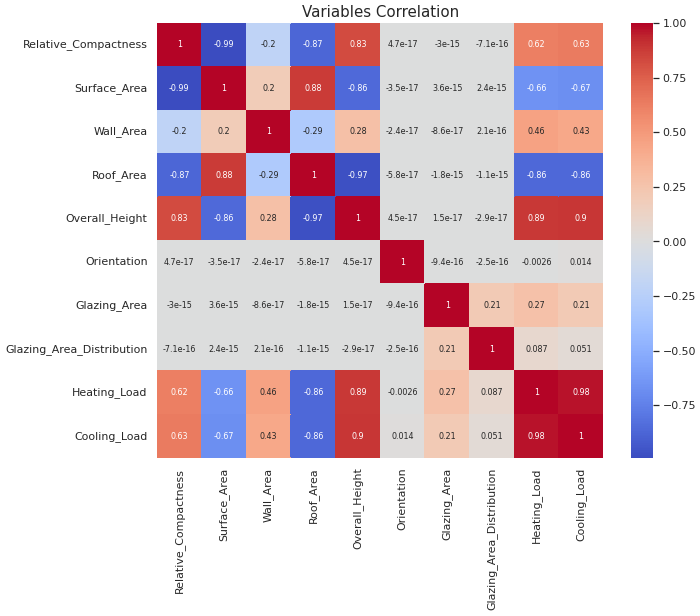 Variables Correlation
Relative_Compactness 1 -0.99 -0.2 -0.87 0.83 4.7e-17 -3e-15 -7.1e-16 0.62 0.63
Surface_Area -0.99 1 0.2 0.88 -0.86 -3.5e-17 3.6e-15 2.4e-15 -0.66 -0.67
Wall_Area -0.2 0.2 1 -0.29 0.28 -2.4e-17 -8.6e-17 2.1e-16 0.46 0.43
Roof_Area -0.87 0.88 -0.29 1 -0.97 -5.8e-17 -1.8e-15 -1.1e-15 -0.86 -0.86
Overall_Height 0.83 -0.86 0.28 -0.97 1 4.5e-17 1.5e-17 -2.9e-17 0.89 0.9
Orientation 4.7e-17 -3.5e-17 -2.4e-17 -5.8e-17 4.5e-17 1 -9.4e-16 -2.5e-16 -0.0026 0.014
Glazing_Area -3e-15 3.6e-15 -8.6e-17 -1.8e-15 1.5e-17 -9.4e-16 1 0.21 0.27 0.21
Glazing_Area_Distribution -7.1e-16 2.4e-15 2.1e-16 -1.1e-15 -2.9e-17 -2.5e-16 0.21 1 0.087 0.051
Heating_Load 0.62 -0.66 0.46 -0.86 0.89 -0.0026 0.27 0.087 1 0.98
Cooling_Load 0.63 -0.67 0.43 -0.86 0.9 0.014 0.21 0.051 0.98 1
Relative_Compactness
Surface_Area
Wall_Area
Roof_Area
Overall_Height
Orientation
Glazing_Area
Glazing_Area_Distribution
Heating_Load
Cooling_Load
1.00
0.75
0.50
0.25
0.00
−0.25
−0.50
−0.75